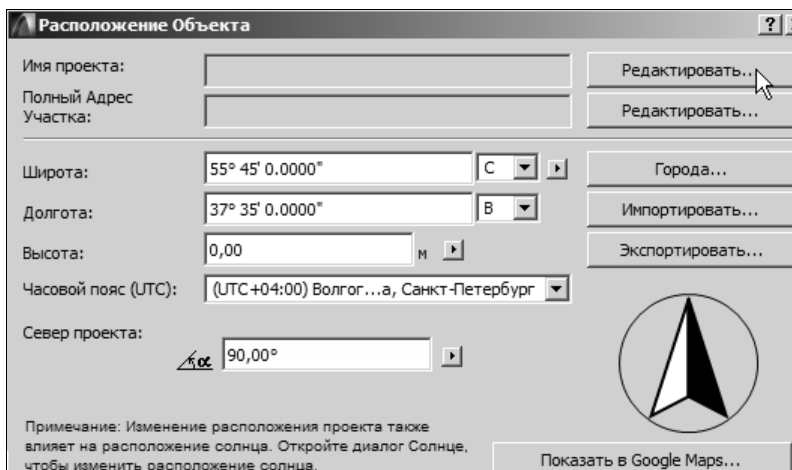 Расположение Объекта ?
Имя проекта: Редактировать...
Полный Адрес
Участка: Редактировать...
Широта: 55° 45' 0.0000" С Города...
Долгота: 37° 35' 0.0000" В Импортировать...
Высота: 0,00 м Экспортировать...
Часовой пояс (UTC): (UTC+04:00) Волгог...а, Санкт-Петербург
Север проекта:
α 90,00°
Примечание: Изменение расположения проекта также
влияет на расположение солнца. Откройте диалог Солнце,
чтобы изменить расположение солнца.
Показать в Google Maps...